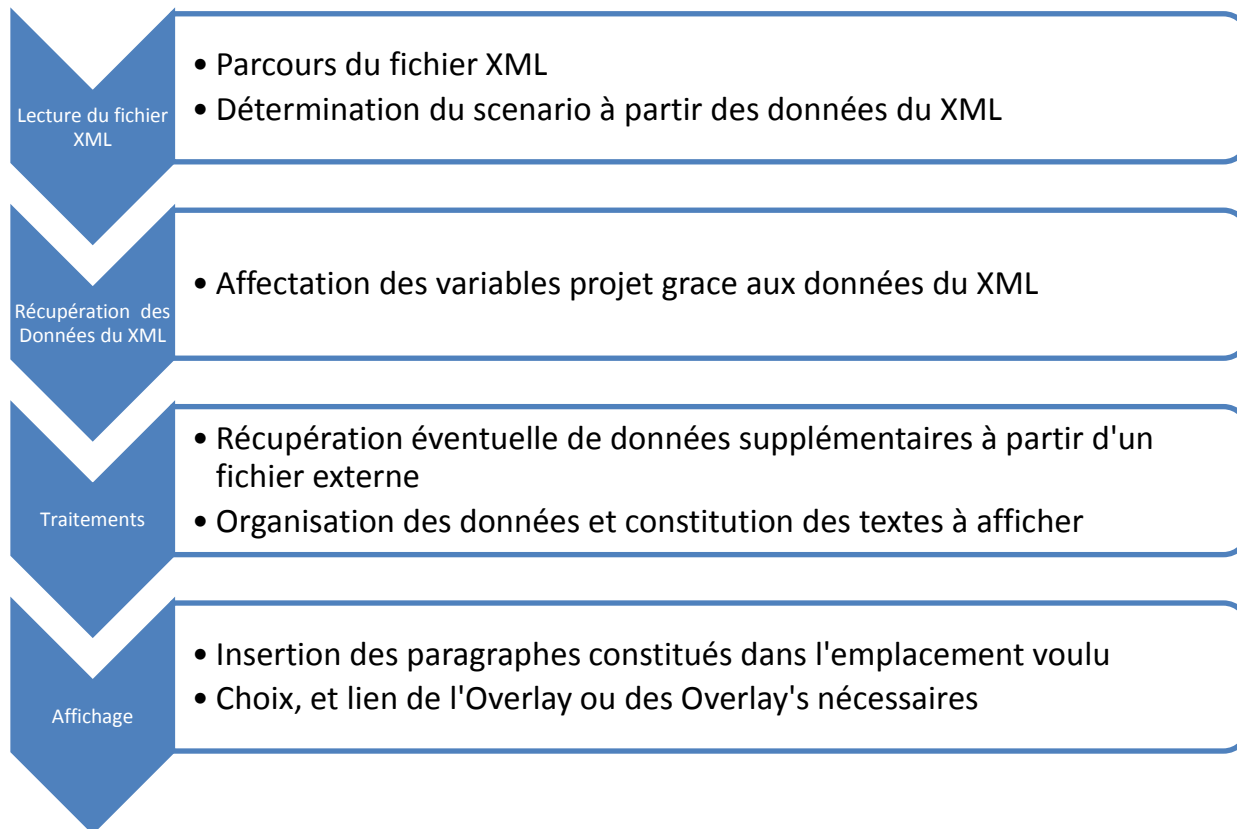 Lecture du fichier
XML
• Parcours du fichier XML
• Détermination du scenario à partir des données du XML
Récupération des
Données du XML
• Affectation des variables projet grace aux données du XML
Traitements
• Récupération éventuelle de données supplémentaires à partir d'un
fichier externe
• Organisation des données et constitution des textes à afficher
Affichage
• Insertion des paragraphes constitués dans l'emplacement voulu
• Choix, et lien de l'Overlay ou des Overlay's nécessaires